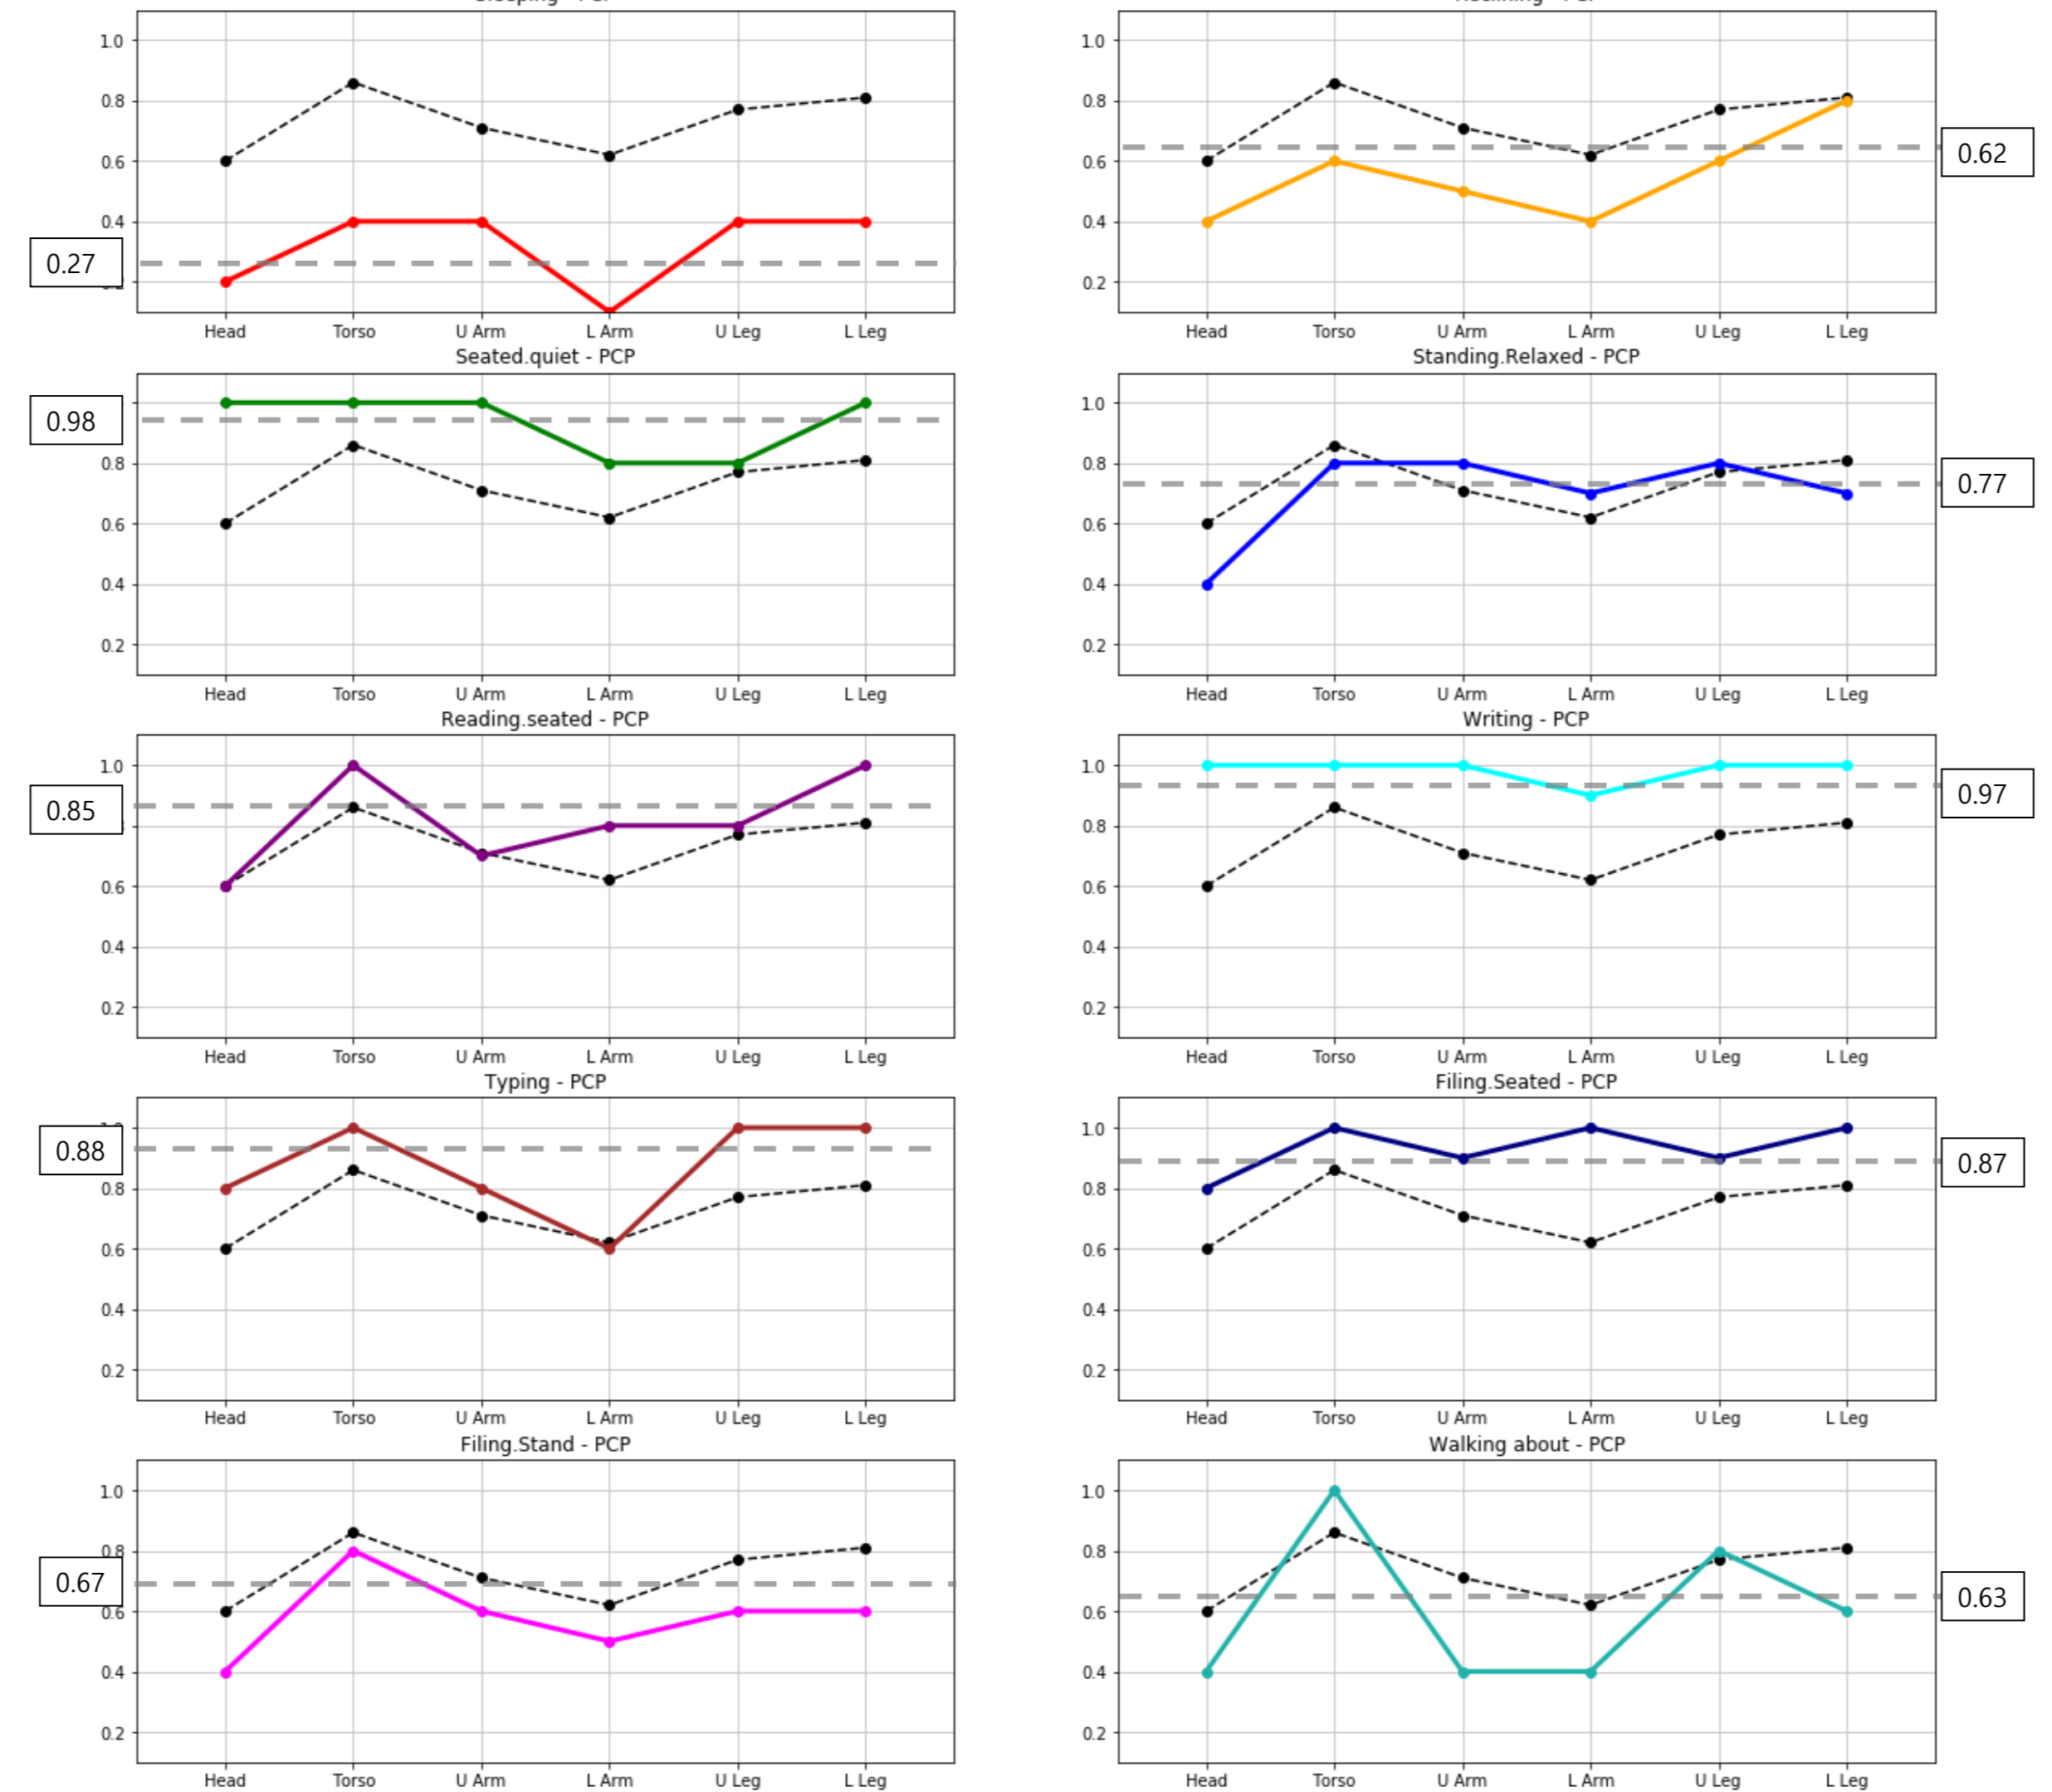 Sleeping - PCP
Reclining - PCP
1.0
0.8
0.6
0.4
0.27
Head Torso U Arm L Arm U Leg L Leg
1.0
0.8
0.6
0.4
0.2
0.62
Head Torso U Arm L Arm U Leg L Leg
Seated.quiet - PCP
0.98
0.8
0.6
0.4
0.2
Head Torso U Arm L Arm U Leg L Leg
Standing.Relaxed - PCP
1.0
0.8
0.6
0.4
0.2
0.77
Head Torso U Arm L Arm U Leg L Leg
Reading.seated - PCP
1.0
0.85
0.6
0.4
0.2
Head Torso U Arm L Arm U Leg L Leg
Writing - PCP
1.0
0.8
0.6
0.4
0.2
0.97
Head Torso U Arm L Arm U Leg L Leg
Typing - PCP
0.88
0.8
0.6
0.4
0.2
Head Torso U Arm L Arm U Leg L Leg
Filing.Seated - PCP
1.0
0.8
0.6
0.4
0.2
0.87
Head Torso U Arm L Arm U Leg L Leg
Filing.Stand - PCP
1.0
0.8
0.67
0.6
0.4
0.2
Head Torso U Arm L Arm U Leg L Leg
Walking about - PCP
1.0
0.8
0.6
0.4
0.2
0.63
Head Torso U Arm L Arm U Leg L Leg